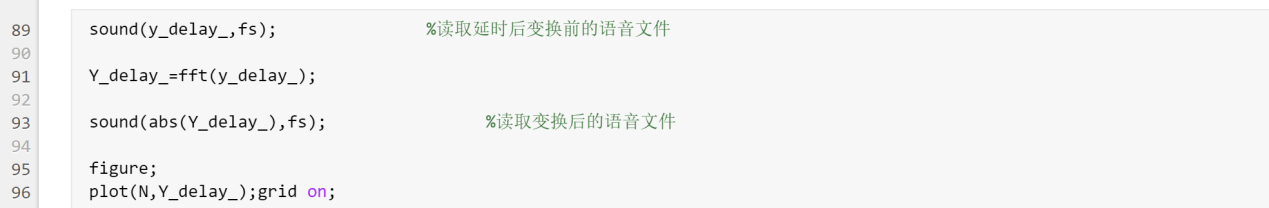 89 sound(y_delay_,fs); %读取延时后变换前的语音文件
90
91 Y_delay_=fft(y_delay_);
92
93 sound(abs(Y_delay_),fs); %读取变换后的语音文件
94
95 figure;
96 plot(N,Y_delay_);grid on;